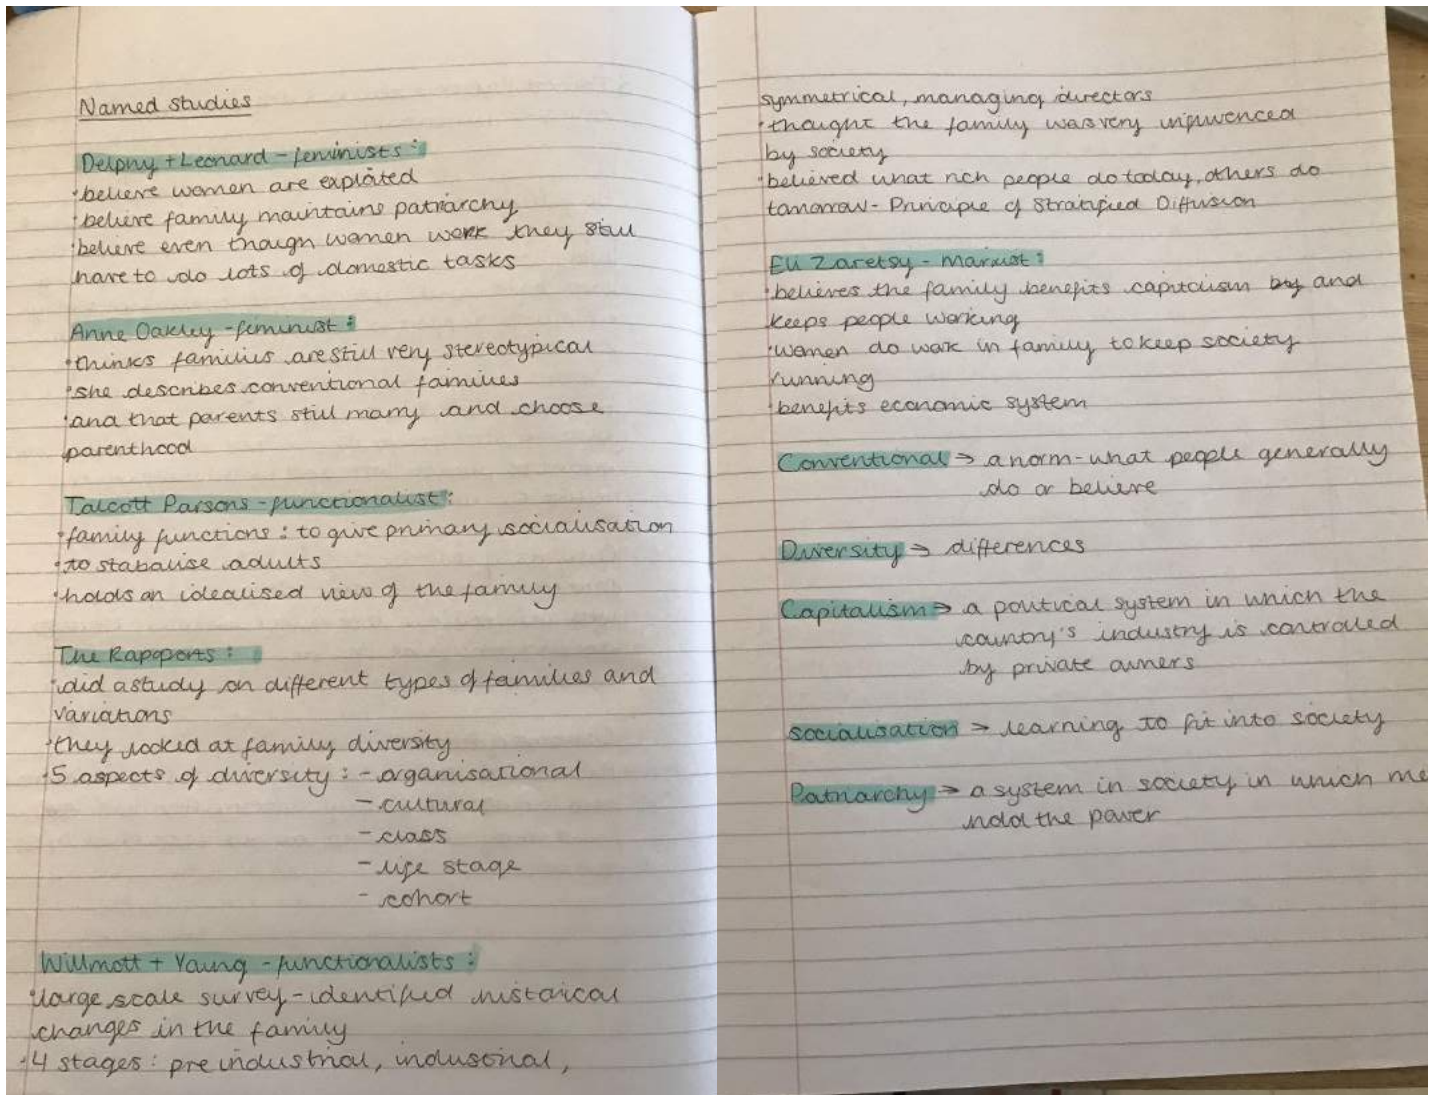 Named studies
Delphy + Leonard - feminists :
· believe women are exploited
· believe family maintains patriarchy
· believe even though women work they still
have to do lots of domestic tasks
Anne Oakley - feminist :
· thinks families are still very stereotypical
· she describes conventional families
· and that parents still marry and choose
parenthood
Talcott Parsons - functionalist :
· family functions : to give primary socialisation
· to stabalise adults
· holds an idealised view of the family
The Rapoports :
· did a study on different types of families and
variations
· they looked at family diversity
· 5 aspects of diversity : - organisational
- cultural
- class
- life stage
- cohort
Willmott + Young - functionalists :
· large scale survey - identified historical
changes in the family
· 4 stages : pre industrial, industrial,
symmetrical, managing directors
· thought the family was very influenced
by society
· believed what rich people do today, others do
tomorrow - Principle of Stratified Diffusion
Eli Zaretsy - Marxist :
· believes the family benefits capitalism and
keeps people working
· women do work in family to keep society
running
· benefits economic system
Conventional → a norm - what people generally
do or believe
Diversity → differences
Capitalism → a political system in which the
country's industry is controlled
by private owners
Socialisation → learning to fit into society
Patriarchy → a system in society in which me
hold the power